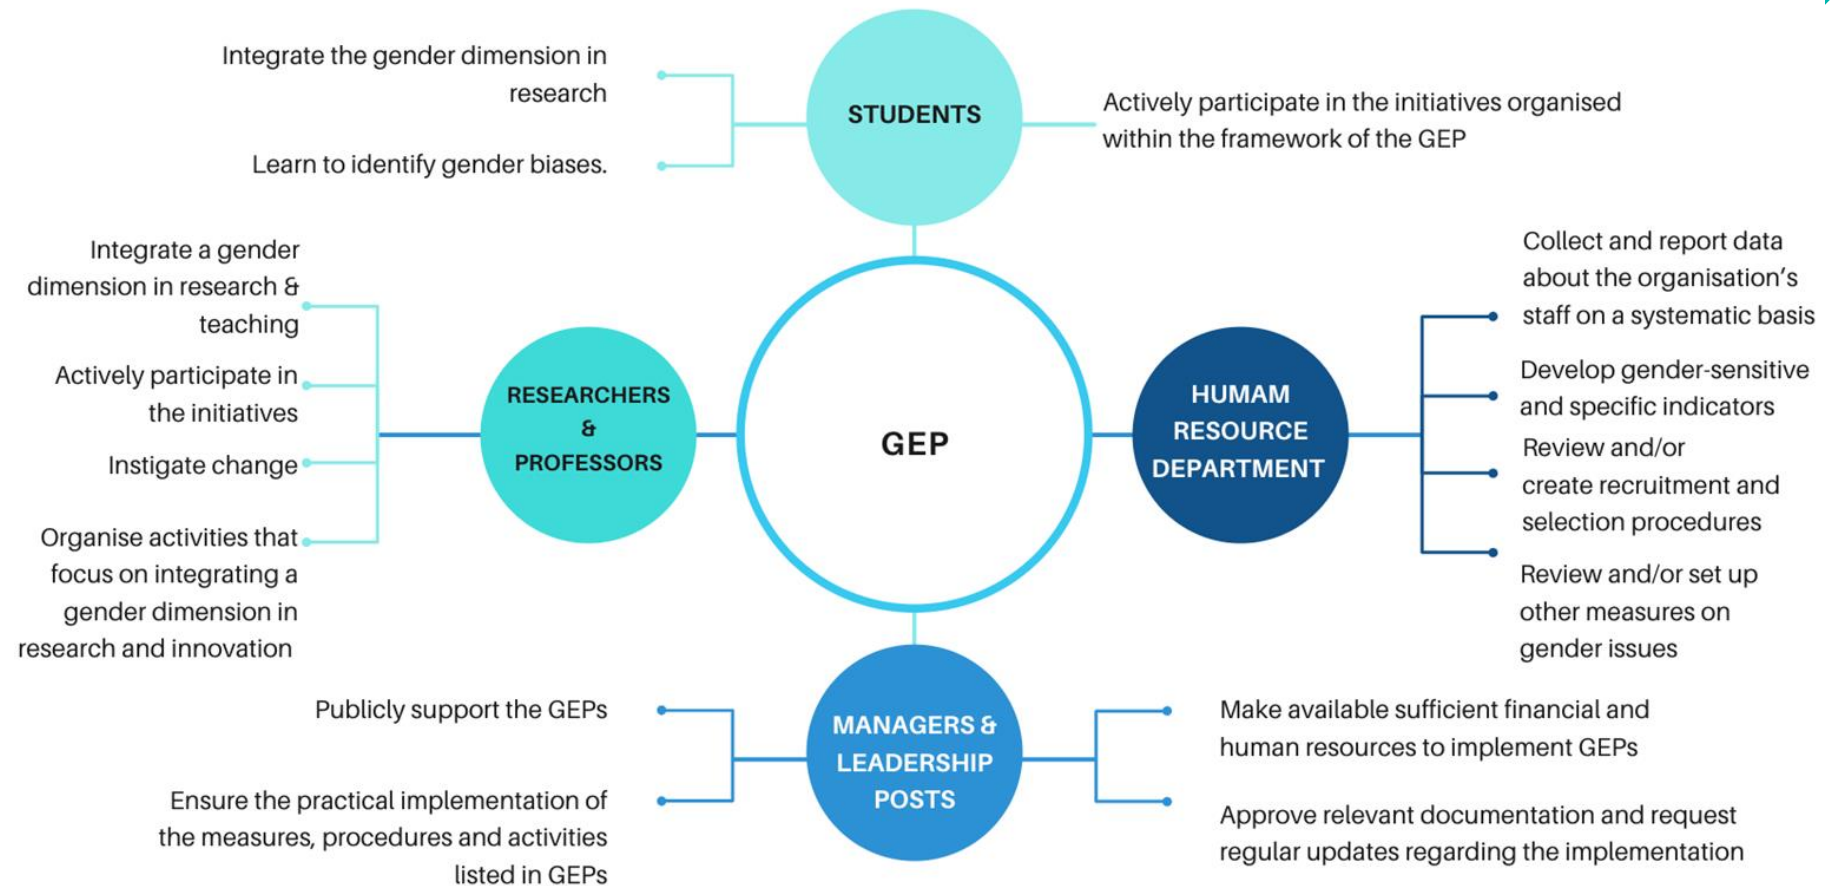 Integrate the gender dimension in
research
Learn to identify gender biases.
STUDENTS
Actively participate in the initiatives organised
within the framework of the GEP
Integrate a gender
dimension in research &
teaching
Actively participate in
the initiatives
Instigate change
Organise activities that
focus on integrating a
gender dimension in
research and innovation
RESEARCHERS
&
PROFESSORS
GEP
HUMAM
RESOURCE
DEPARTMENT
Collect and report data
about the organisation’s
staff on a systematic basis
Develop gender-sensitive
and specific indicators
Review and/or
create recruitment and
selection procedures
Review and/or set up
other measures on
gender issues
Publicly support the GEPs
Ensure the practical implementation of
the measures, procedures and activities
listed in GEPs
MANAGERS &
LEADERSHIP
POSTS
Make available sufficient financial and
human resources to implement GEPs
Approve relevant documentation and request
regular updates regarding the implementation